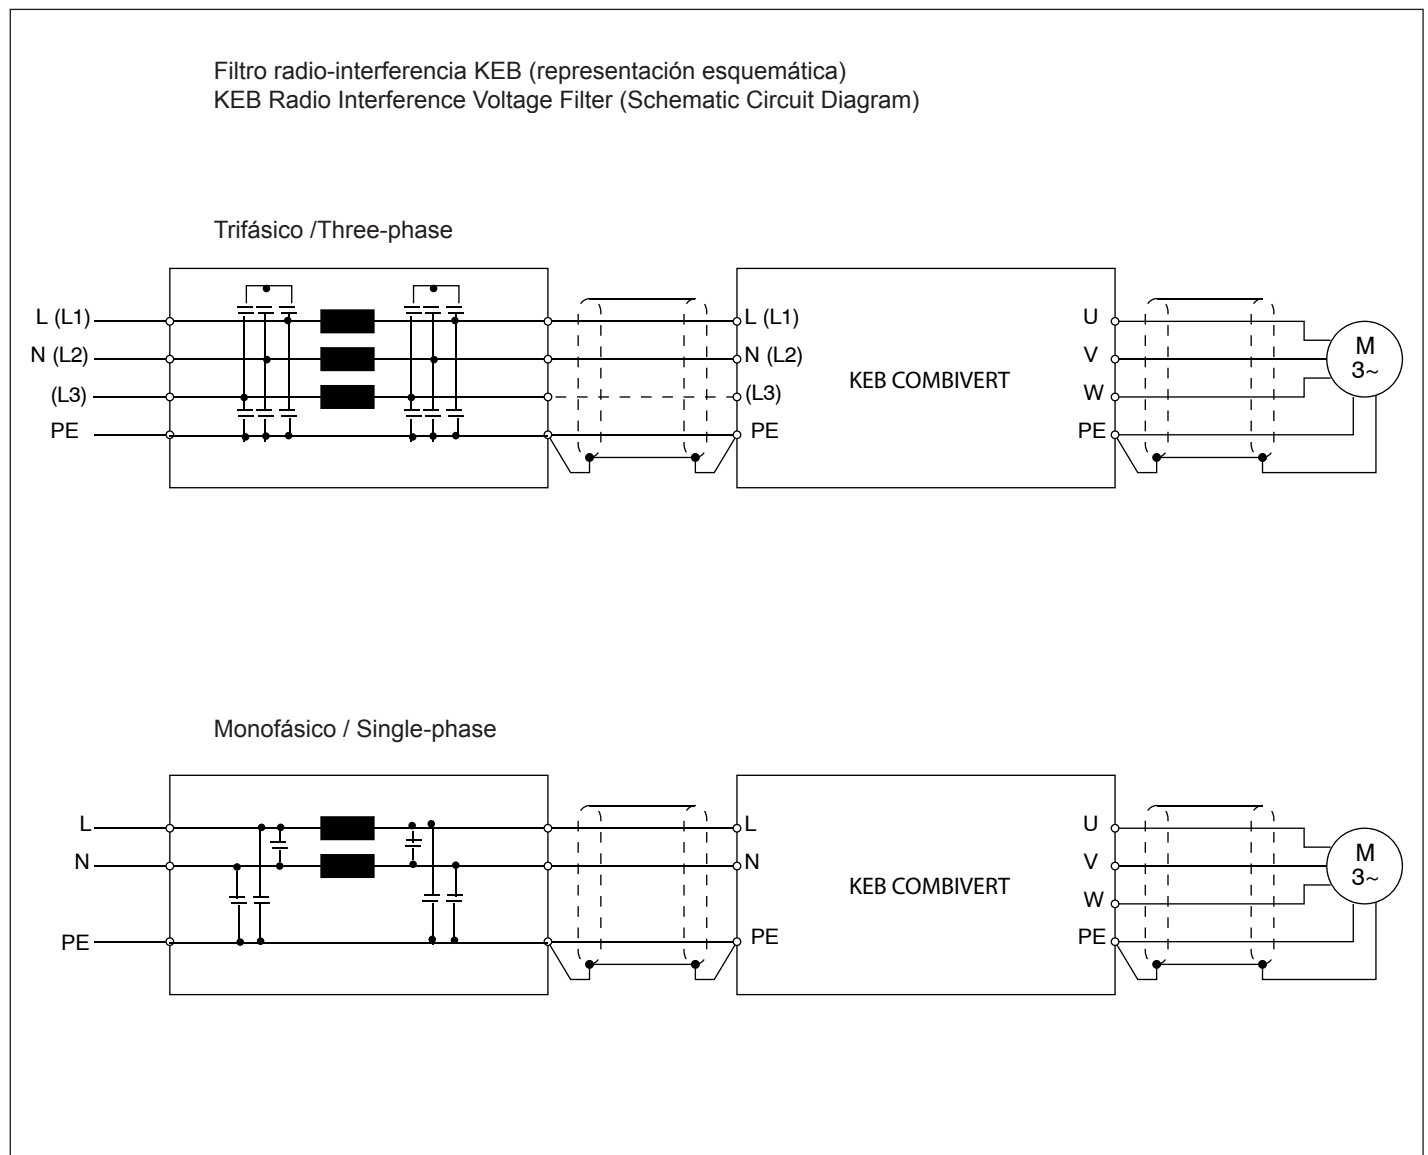 Filtro radio-interferencia KEB (representación esquemática)
KEB Radio Interference Voltage Filter (Schematic Circuit Diagram)
Trifásico /Three-phase
L (L1)
N (L2)
(L3)
PE
L (L1)
N (L2)
(L3)
PE
KEB COMBIVERT
U
V
W
PE
M
3~
Monofásico / Single-phase
L
N
PE
L
N
PE
KEB COMBIVERT
U
V
W
PE
M
3~